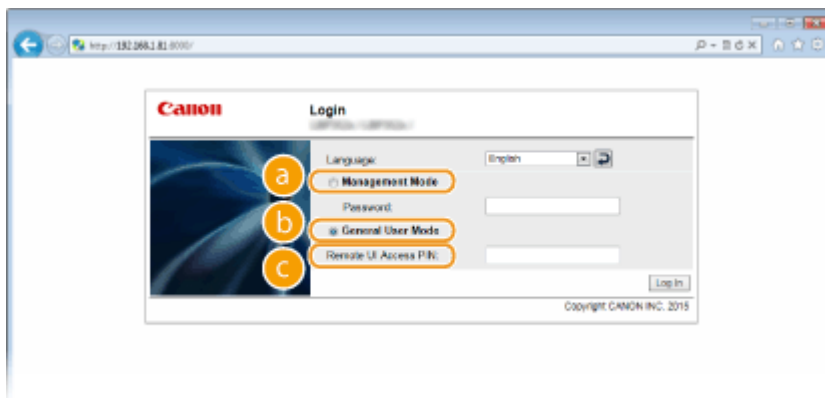 http://192.168.1.81:8000/
Canon
Login
Language:
English
a
Management Mode
Password:
b
General User Mode
c
Remote UI Access PIN:
Log In
Copyright CANON INC. 2015